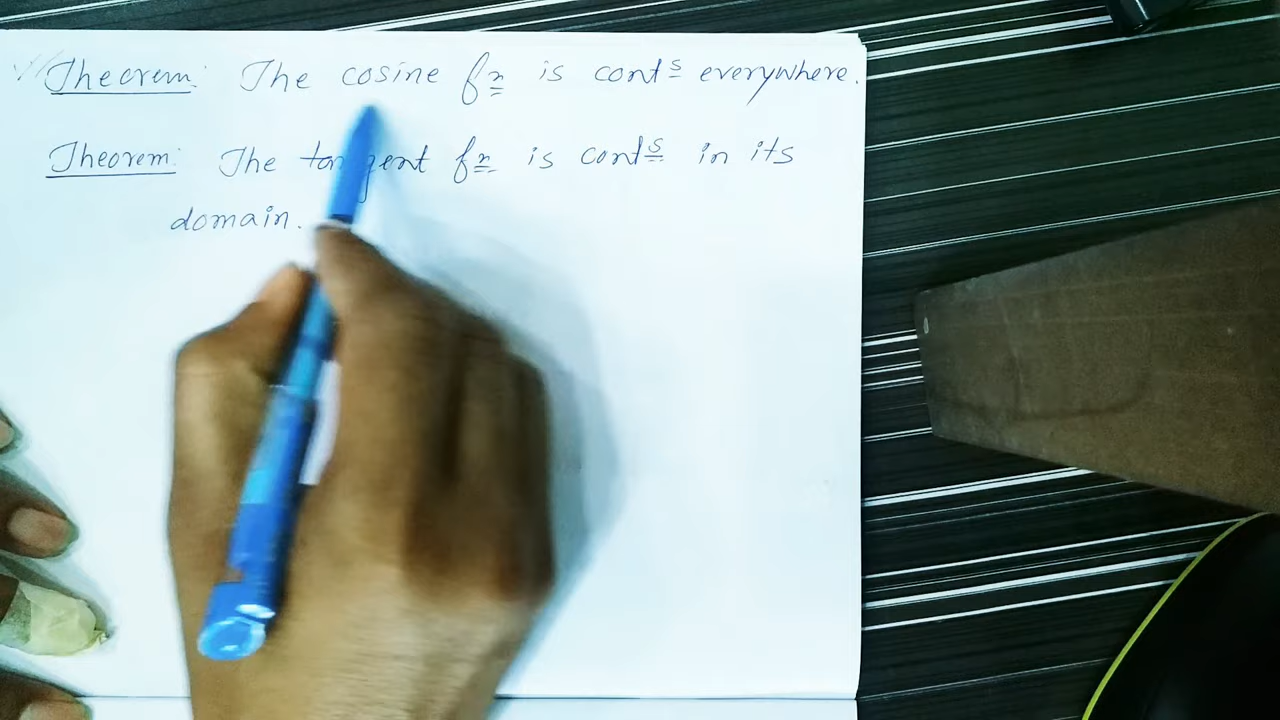 Theorem: The cosine fn is conts everywhere.
Theorem: The tangent fn is conts in its
domain.